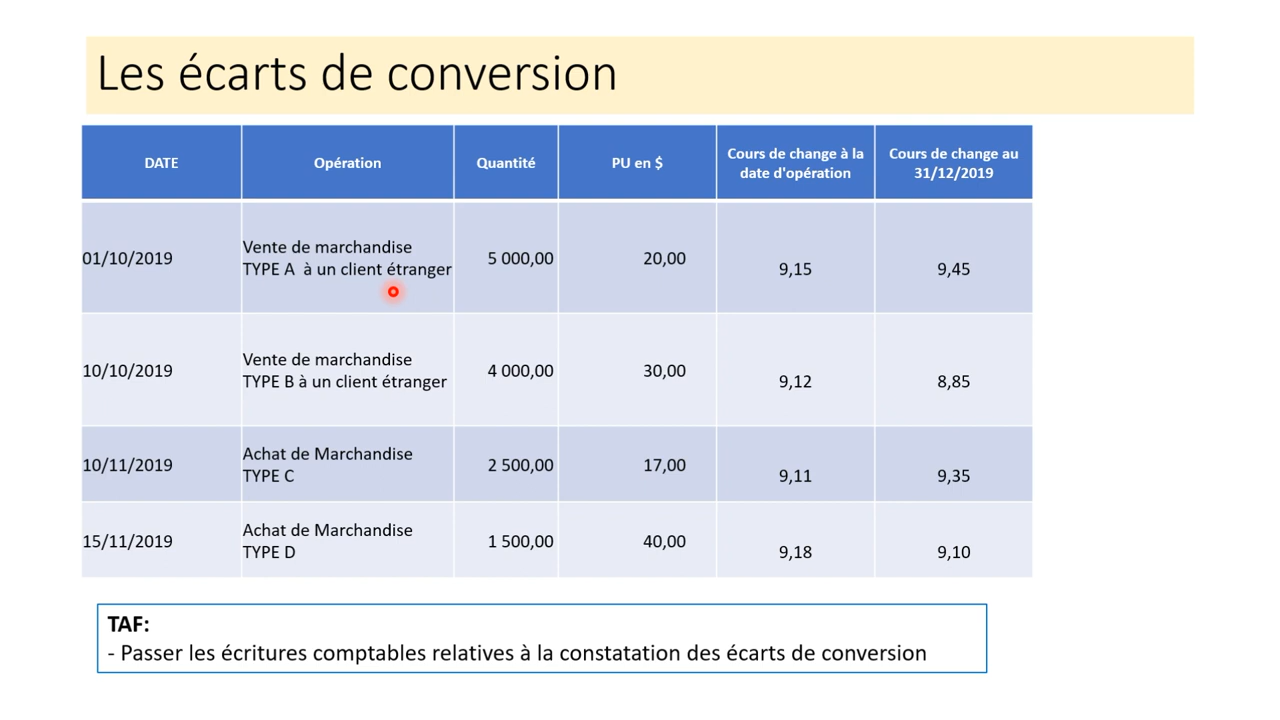 Les écarts de conversion
DATE
Opération
Quantité
PU en $
Cours de change à la
date d'opération
Cours de change au
31/12/2019
01/10/2019
Vente de marchandise
TYPE A  à un client étranger
5 000,00
20,00
9,15
9,45
10/10/2019
Vente de marchandise
TYPE B à un client étranger
4 000,00
30,00
9,12
8,85
10/11/2019
Achat de Marchandise
TYPE C
2 500,00
17,00
9,11
9,35
15/11/2019
Achat de Marchandise
TYPE D
1 500,00
40,00
9,18
9,10
TAF:
- Passer les écritures comptables relatives à la constatation des écarts de conversion